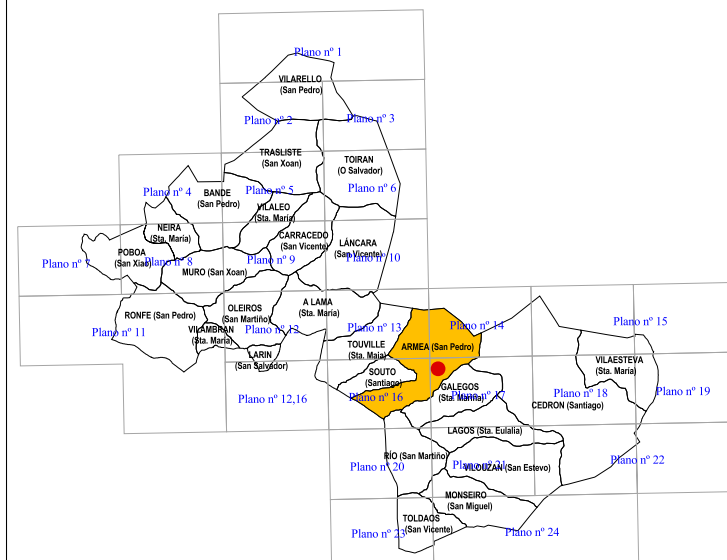 Plano nº 1
VILARELLO
(San Pedro)
Plano nº 2
Plano nº 3
TRASLISTE
(San Xoan)
TOIRAN
(O Salvador)
Plano nº 4
BANDE
(San Pedro)
Plano nº 5
Plano nº 6
VILALEO
(Sta. María)
NEIRA
(Sta. María)
CARRACEDO
(San Vicente)
LÁNCARA
(San Vicente)
POBOA
(San Xiao)
Plano nº 7
Plano nº 8
MURO (San Xoan)
Plano nº 9
Plano nº 10
RONFE (San Pedro)
OLEIROS
(San Martiño)
A LAMA
(Sta. María)
Plano nº 11
VILAMBRAN
(Sta. María)
Plano nº 12
Plano nº 13
Plano nº 14
Plano nº 15
LARIN
(San Salvador)
TOUVILLE
(Sta. Maia)
ARMEA (San Pedro)
VILAESTEVA
(Sta. María)
SOUTO
(Santiago)
Plano nº 12,16
Plano nº 16
GALEGOS
(Sta. Mariña)
Plano nº 17
CEDRON (Santiago)
Plano nº 18
Plano nº 19
LAGOS (Sta. Eulalia)
RÍO (San Martiño)
Plano nº 20
Plano nº 21
VILOUZAN (San Estevo)
Plano nº 22
MONSEIRO
(San Miguel)
TOLDAOS
(San Vicente)
Plano nº 23
Plano nº 24